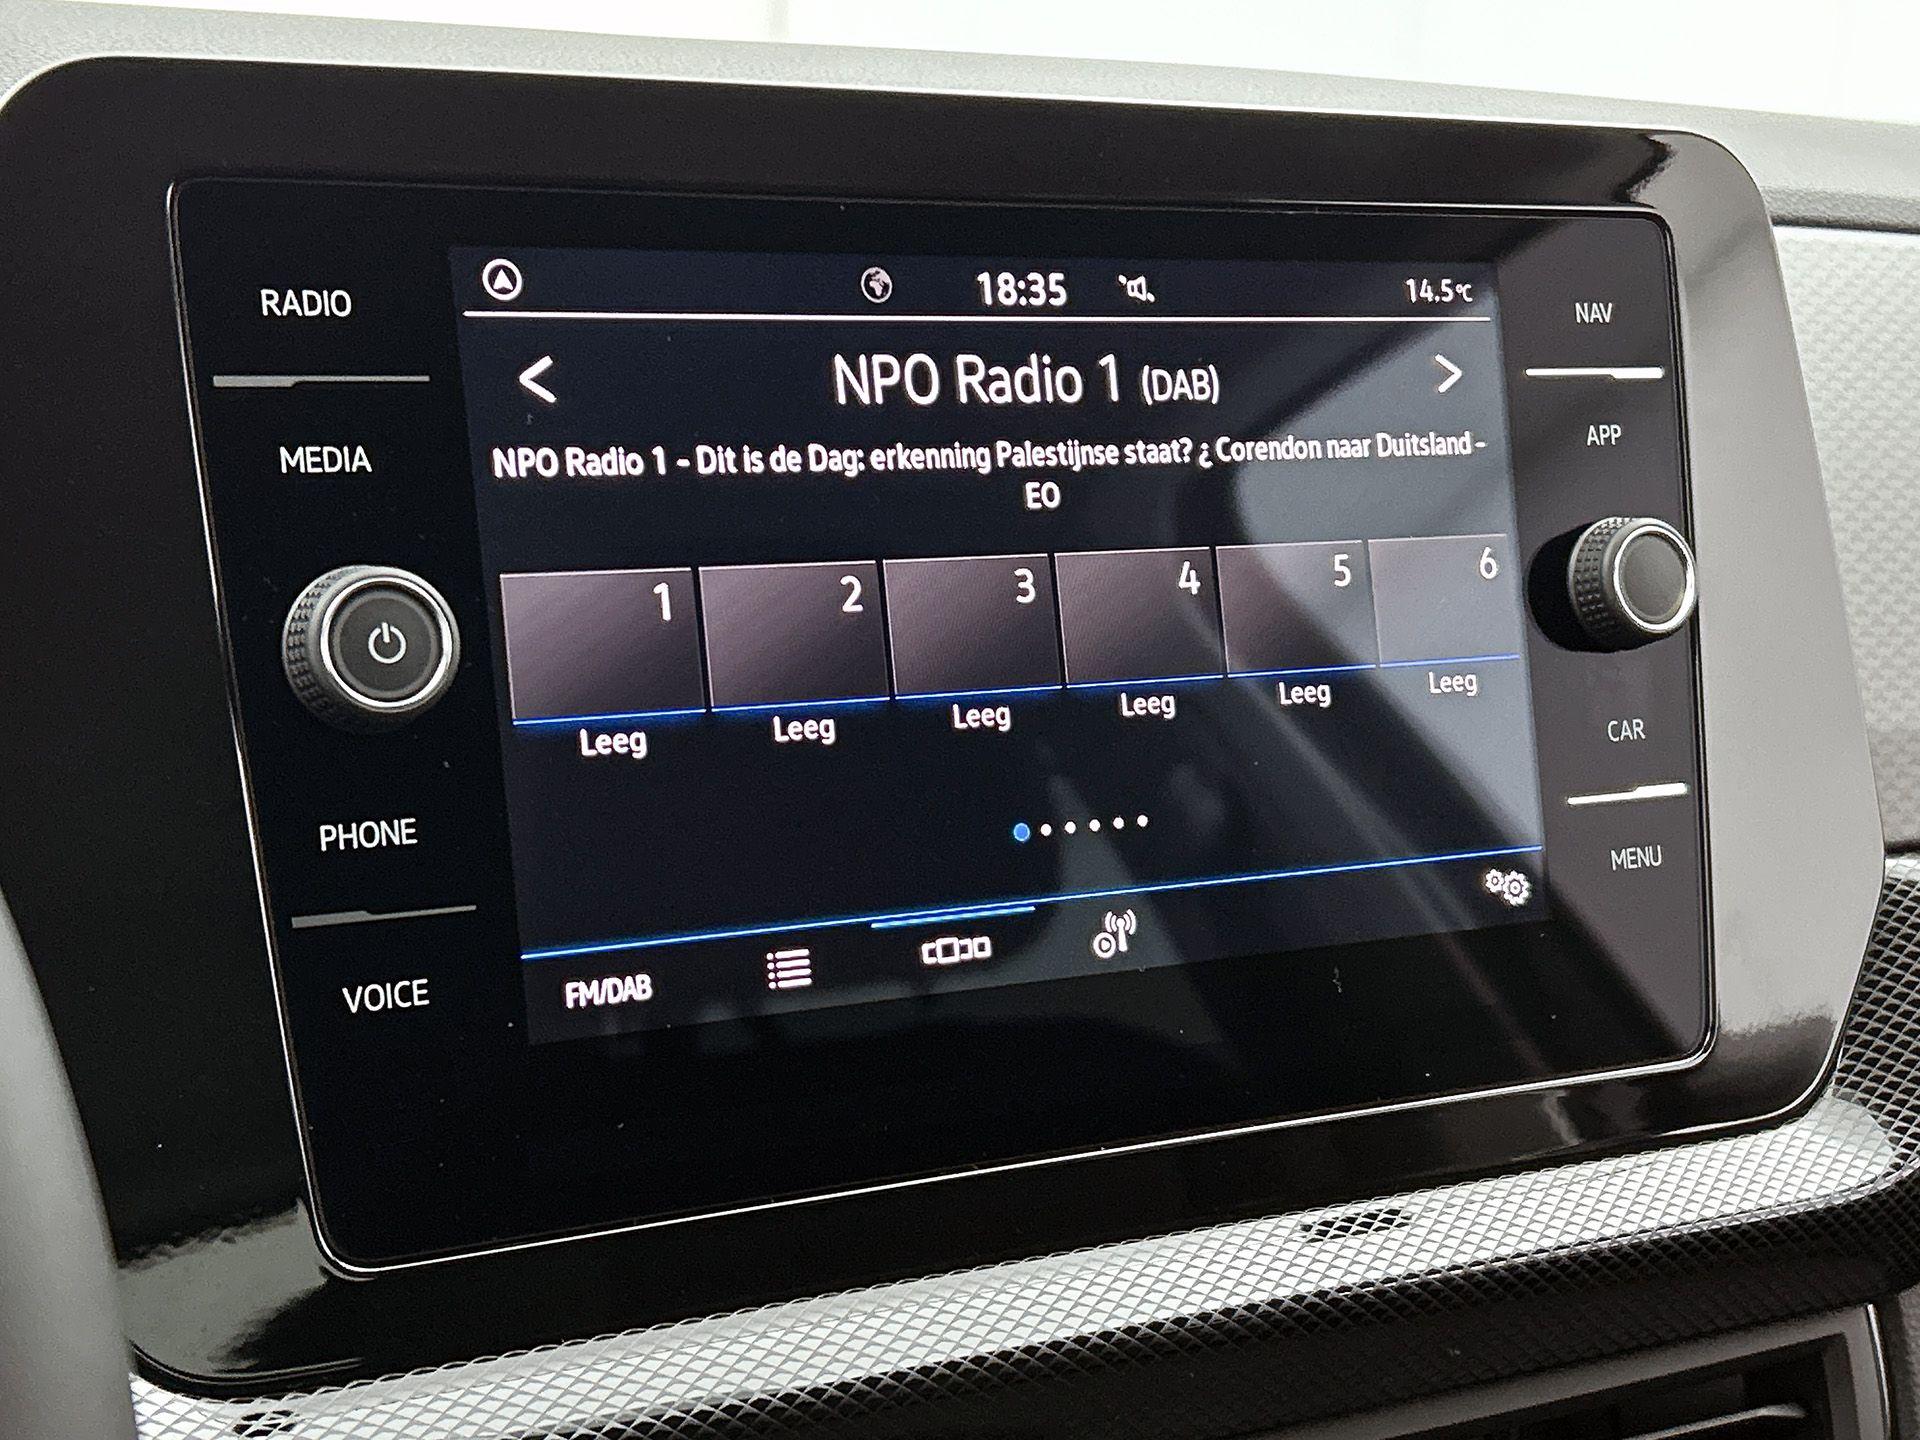 RADIO
MEDIA
PHONE
VOICE
18:35
14.5°C
NPO Radio 1 (DAB)
NPO Radio 1 - Dit is de Dag: erkenning Palestijnse staat? ¿ Corendon naar Duitsland -
EO
1 2 3 4 5 6
Leeg Leeg Leeg Leeg Leeg Leeg
FM/DAB
NAV
APP
CAR
MENU